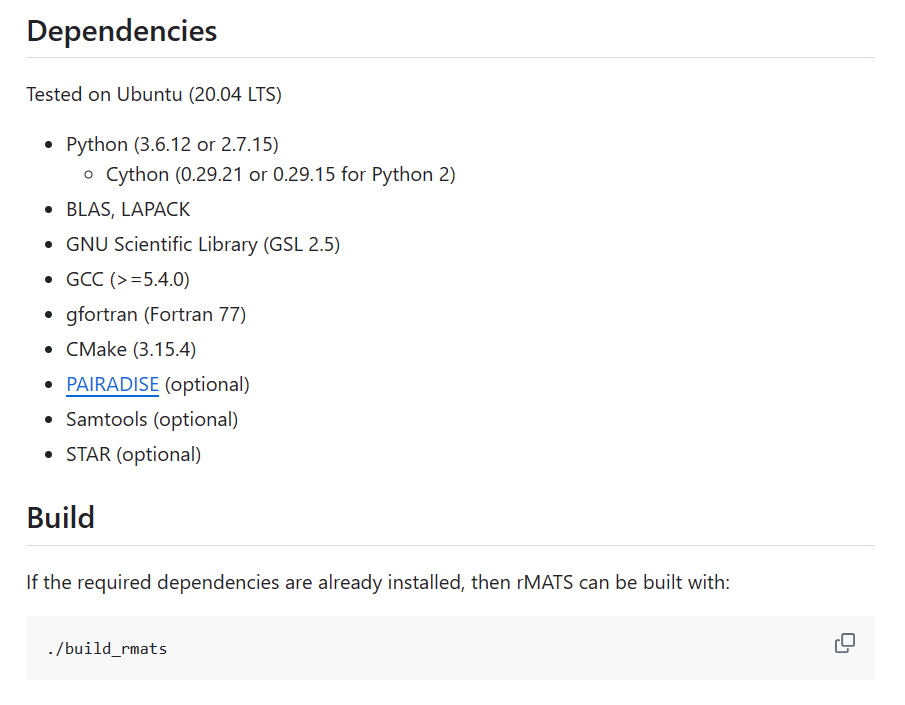 Dependencies
Tested on Ubuntu (20.04 LTS)
Python (3.6.12 or 2.7.15)
Cython (0.29.21 or 0.29.15 for Python 2)
BLAS, LAPACK
GNU Scientific Library (GSL 2.5)
GCC (>=5.4.0)
gfortran (Fortran 77)
CMake (3.15.4)
PAIRADISE (optional)
Samtools (optional)
STAR (optional)
Build
If the required dependencies are already installed, then rMATS can be built with:
./build_rmats